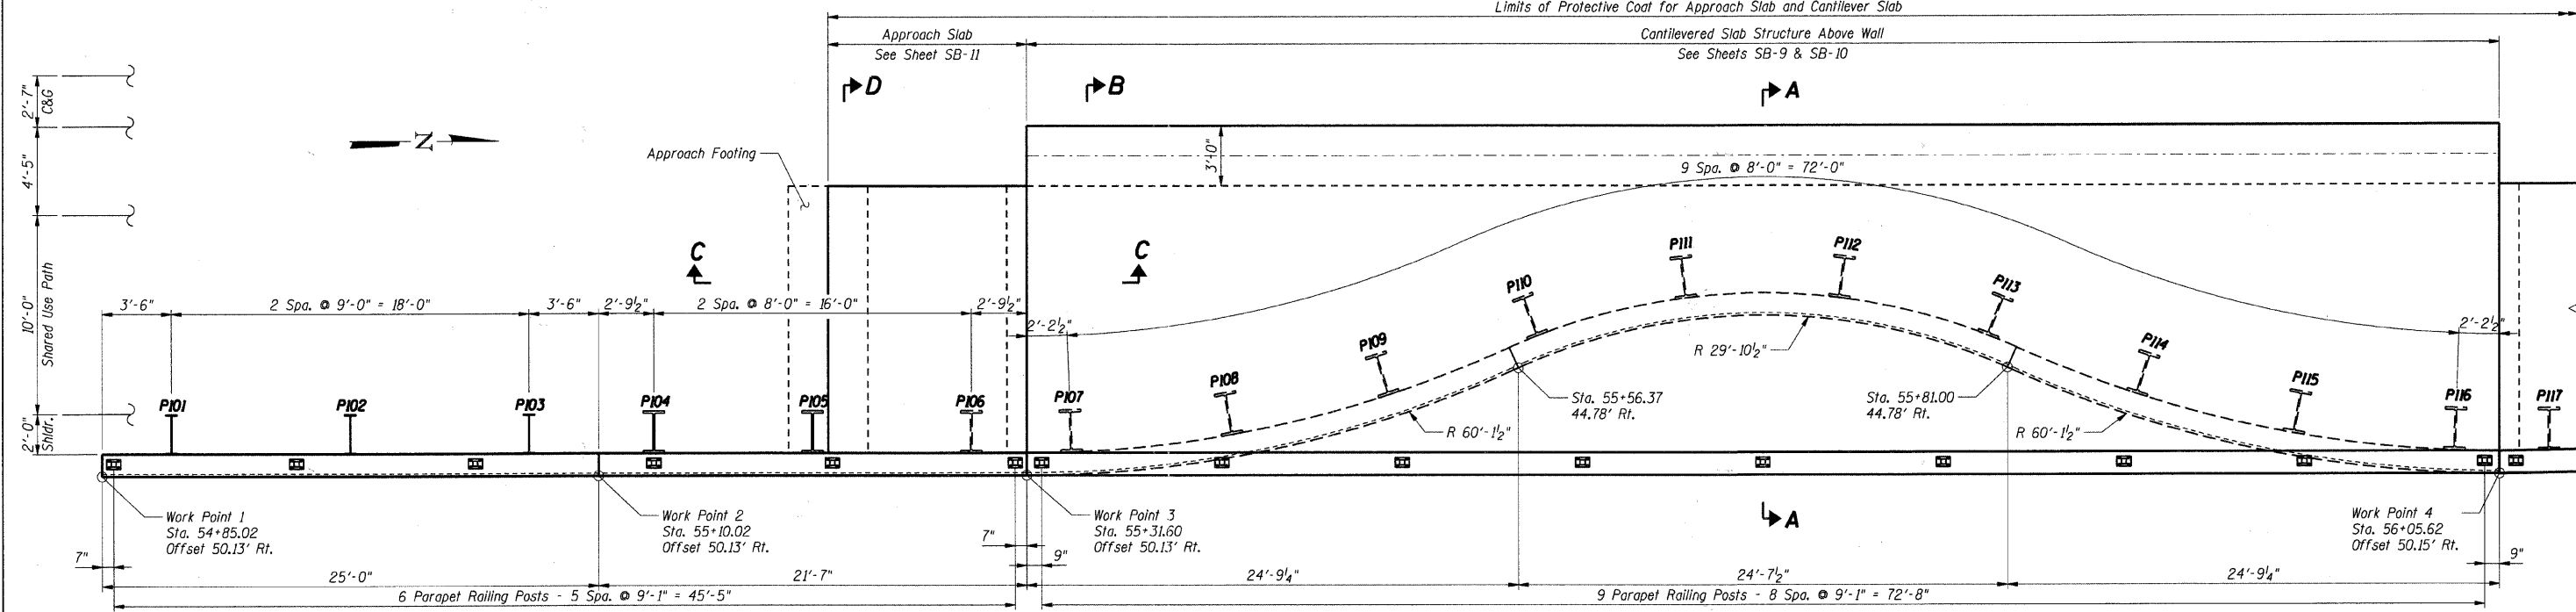 Limits of Protective Coat for Approach Slab and Cantilever Slab
Approach Slab
See Sheet SB-11
Cantilevered Slab Structure Above Wall
See Sheets SB-9 & SB-10
D
B
A
2'-7"
C&G
4'-5"
10'-0"
Shared Use Path
2'-0"
Shldr.
N
Approach Footing
3'-0"
9 Spa. @ 8'-0" = 72'-0"
C
C
3'-6"
2 Spa. @ 9'-0" = 18'-0"
3'-6"
2'-9½"
2 Spa. @ 8'-0" = 16'-0"
2'-9½"
2'-2½"
2'-2½"
P101
P102
P103
P104
P105
P106
P107
P108
P109
P110
P111
P112
P113
P114
P115
P116
P117
R 29'-10½"
R 60'-1½"
R 60'-1½"
Sta. 55+56.37
44.78' Rt.
Sta. 55+81.00
44.78' Rt.
Work Point 1
Sta. 54+85.02
Offset 50.13' Rt.
Work Point 2
Sta. 55+10.02
Offset 50.13' Rt.
Work Point 3
Sta. 55+31.60
Offset 50.13' Rt.
A
Work Point 4
Sta. 56+05.62
Offset 50.15' Rt.
7"
7"
9"
9"
25'-0"
21'-7"
24'-9¼"
24'-7½"
24'-9¼"
6 Parapet Railing Posts - 5 Spa. @ 9'-1" = 45'-5"
9 Parapet Railing Posts - 8 Spa. @ 9'-1" = 72'-8"